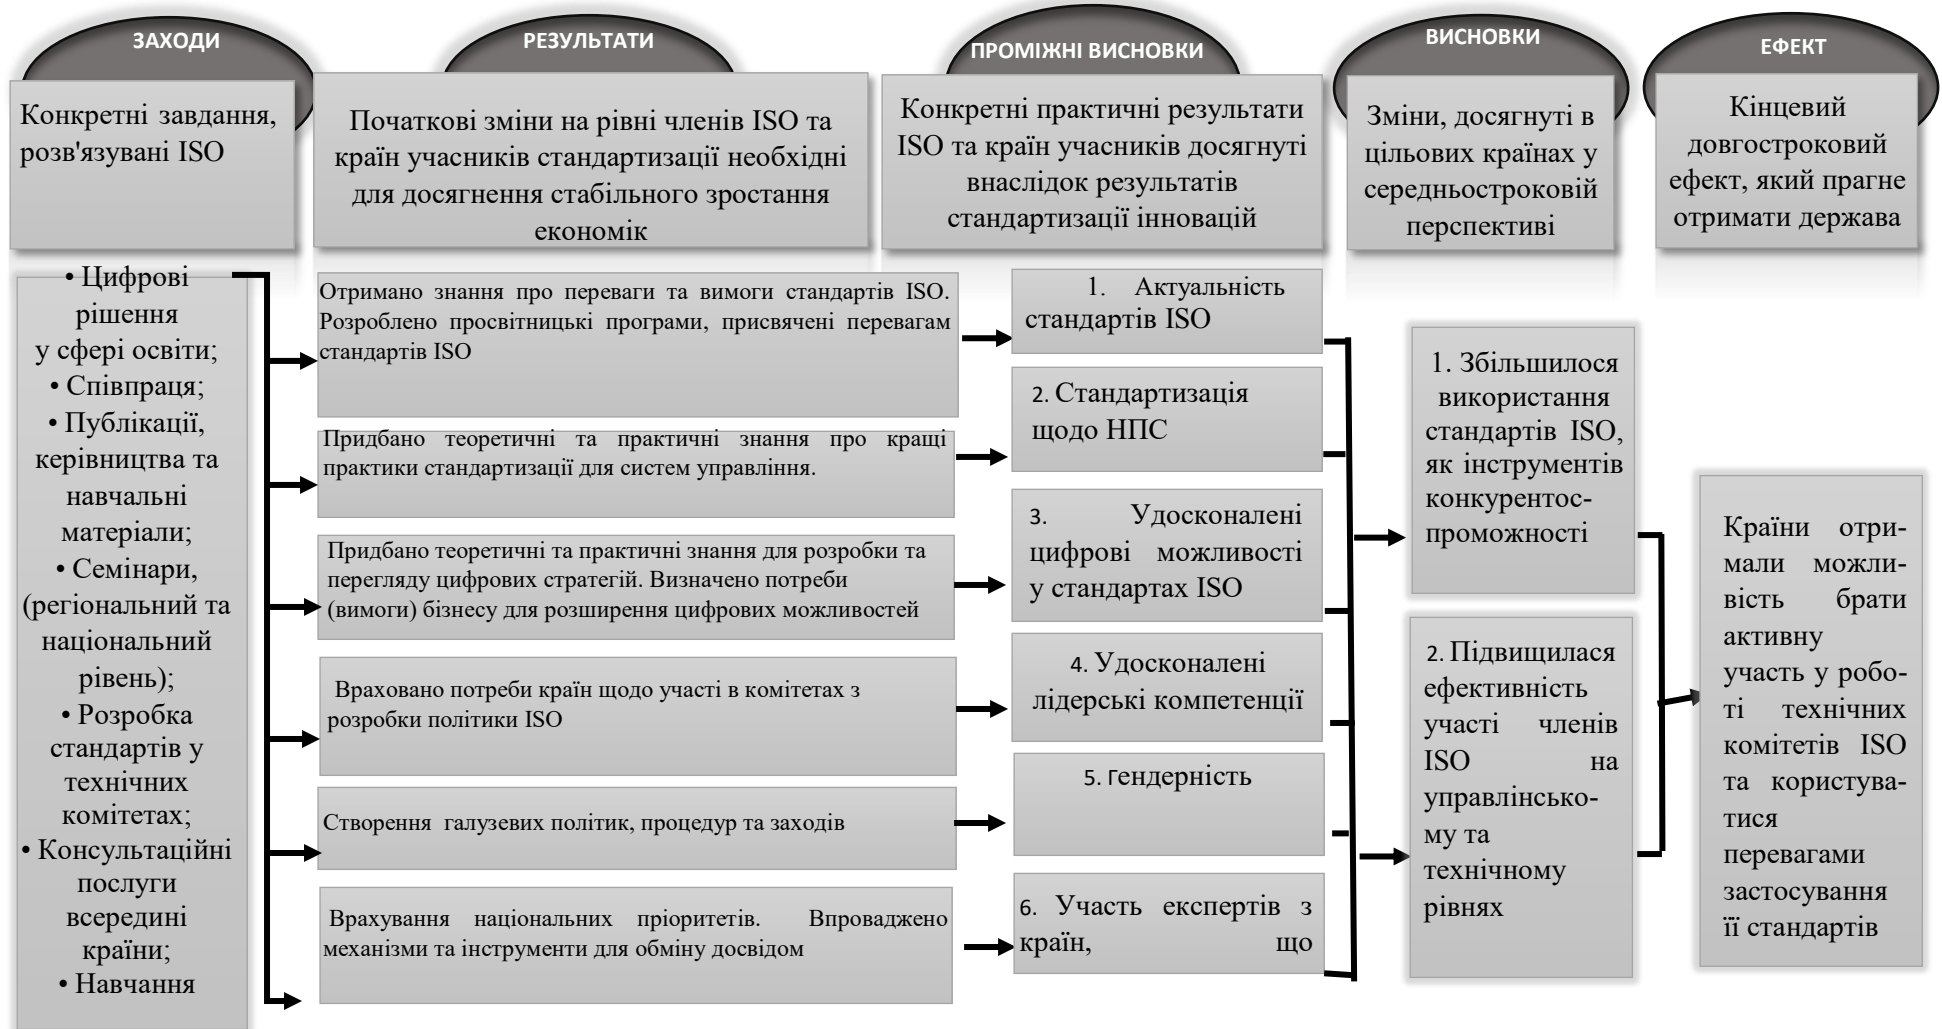 ЗАХОДИ
Конкретні завдання,
розв'язувані ISO
РЕЗУЛЬТАТИ
Початкові зміни на рівні членів ISO та
країн учасників стандартизації необхідні
для досягнення стабільного зростання
економік
ПРОМІЖНІ ВИСНОВКИ
Конкретні практичні результати
ISO та країн учасників досягнуті
внаслідок результатів
стандартизації інновацій
ВИСНОВКИ
Зміни, досягнуті в
цільових країнах у
середньостроковій
перспективі
ЕФЕКТ
Кінцевий
довгостроковий
ефект, який прагне
отримати держава
• Цифрові
рішення
у сфері освіти;
• Співпраця;
• Публікації,
керівництва та
навчальні
матеріали;
• Семінари,
(регіональний та
національний
рівень);
• Розробка
стандартів у
технічних
комітетах;
• Консультаційні
послуги
всередині
країни;
• Навчання
Отримано знання про переваги та вимоги стандартів ISO.
Розроблено просвітницькі програми, присвячені перевагам
стандартів ISO
Придбано теоретичні та практичні знання про кращі
практики стандартизації для систем управління.
Придбано теоретичні та практичні знання для розробки та
перегляду цифрових стратегій. Визначено потреби
(вимоги) бізнесу для розширення цифрових можливостей
Враховано потреби країн щодо участі в комітетах з
розробки політики ISO
Створення галузевих політик, процедур та заходів
Врахування національних пріоритетів. Впроваджено
механізми та інструменти для обміну досвідом
1. Актуальність
стандартів ISO
2. Стандартизація
щодо НПС
3. Удосконалені
цифрові можливості
у стандартах ISO
4. Удосконалені
лідерські компетенції
5. Гендерність
6. Участь експертів з
країн, що
1. Збільшилося
використання
стандартів ISO,
як інструментів
конкурентос-
проможності
2. Підвищилася
ефективність
участі членів
ISO на
управлінсько-
му та
технічному
рівнях
Країни отри-
мали можли-
вість брати
активну
участь у робо-
ті технічних
комітетів ISO
та користува-
тися
перевагами
застосування
її стандартів